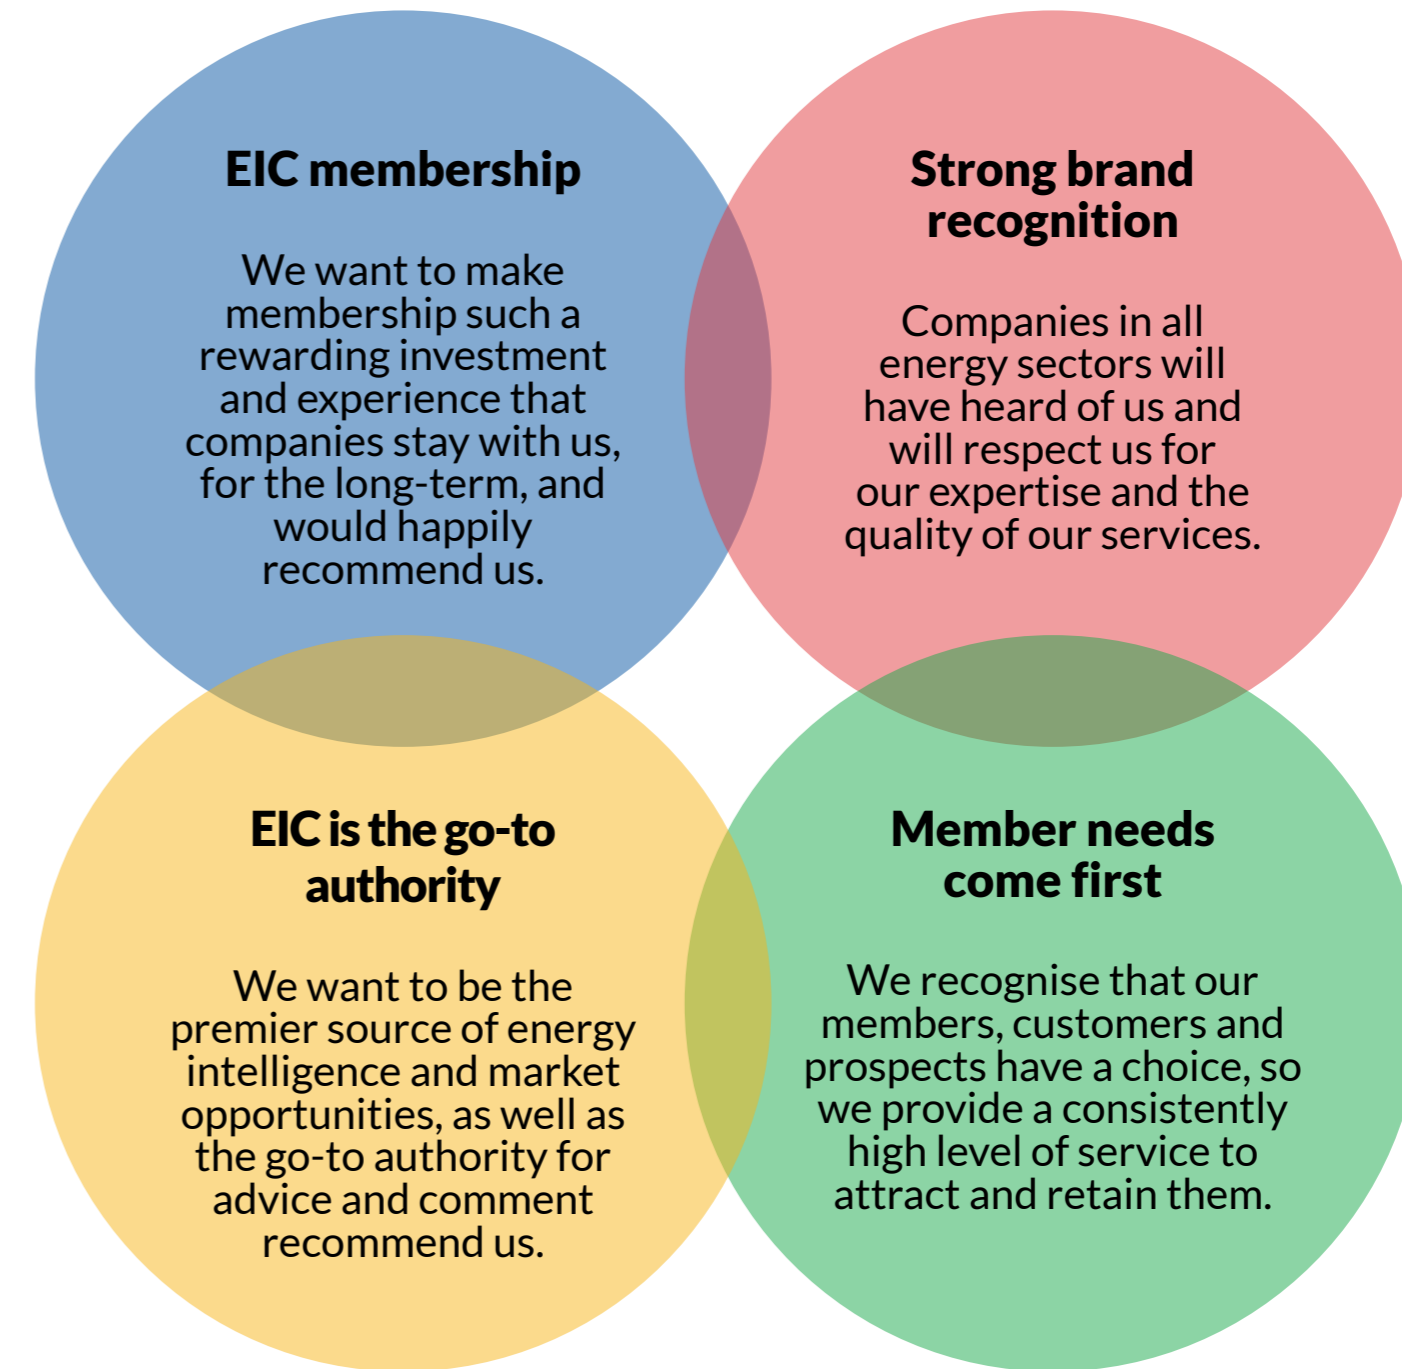 EIC membership
We want to make
membership such a
rewarding investment
and experience that
companies stay with us,
for the long-term, and
would happily
recommend us.
Strong brand
recognition
Companies in all
energy sectors will
have heard of us and
will respect us for
our expertise and the
quality of our services.
EIC is the go-to
authority
We want to be the
premier source of energy
intelligence and market
opportunities, as well as
the go-to authority for
advice and comment
recommend us.
Member needs
come first
We recognise that our
members, customers and
prospects have a choice, so
we provide a consistently
high level of service to
attract and retain them.